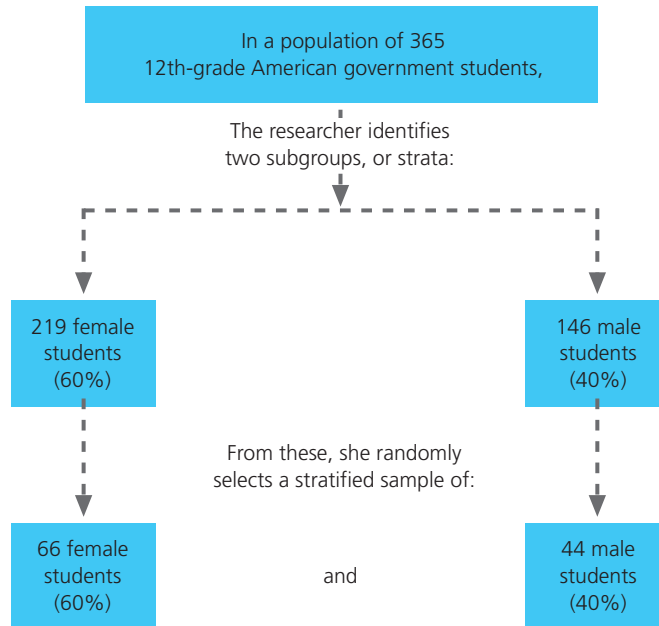 In a population of 365
12th-grade American government students,
The researcher identifies
two subgroups, or strata:
219 female
students
(60%)
146 male
students
(40%)
From these, she randomly
selects a stratified sample of:
66 female
students
(60%)
and
44 male
students
(40%)